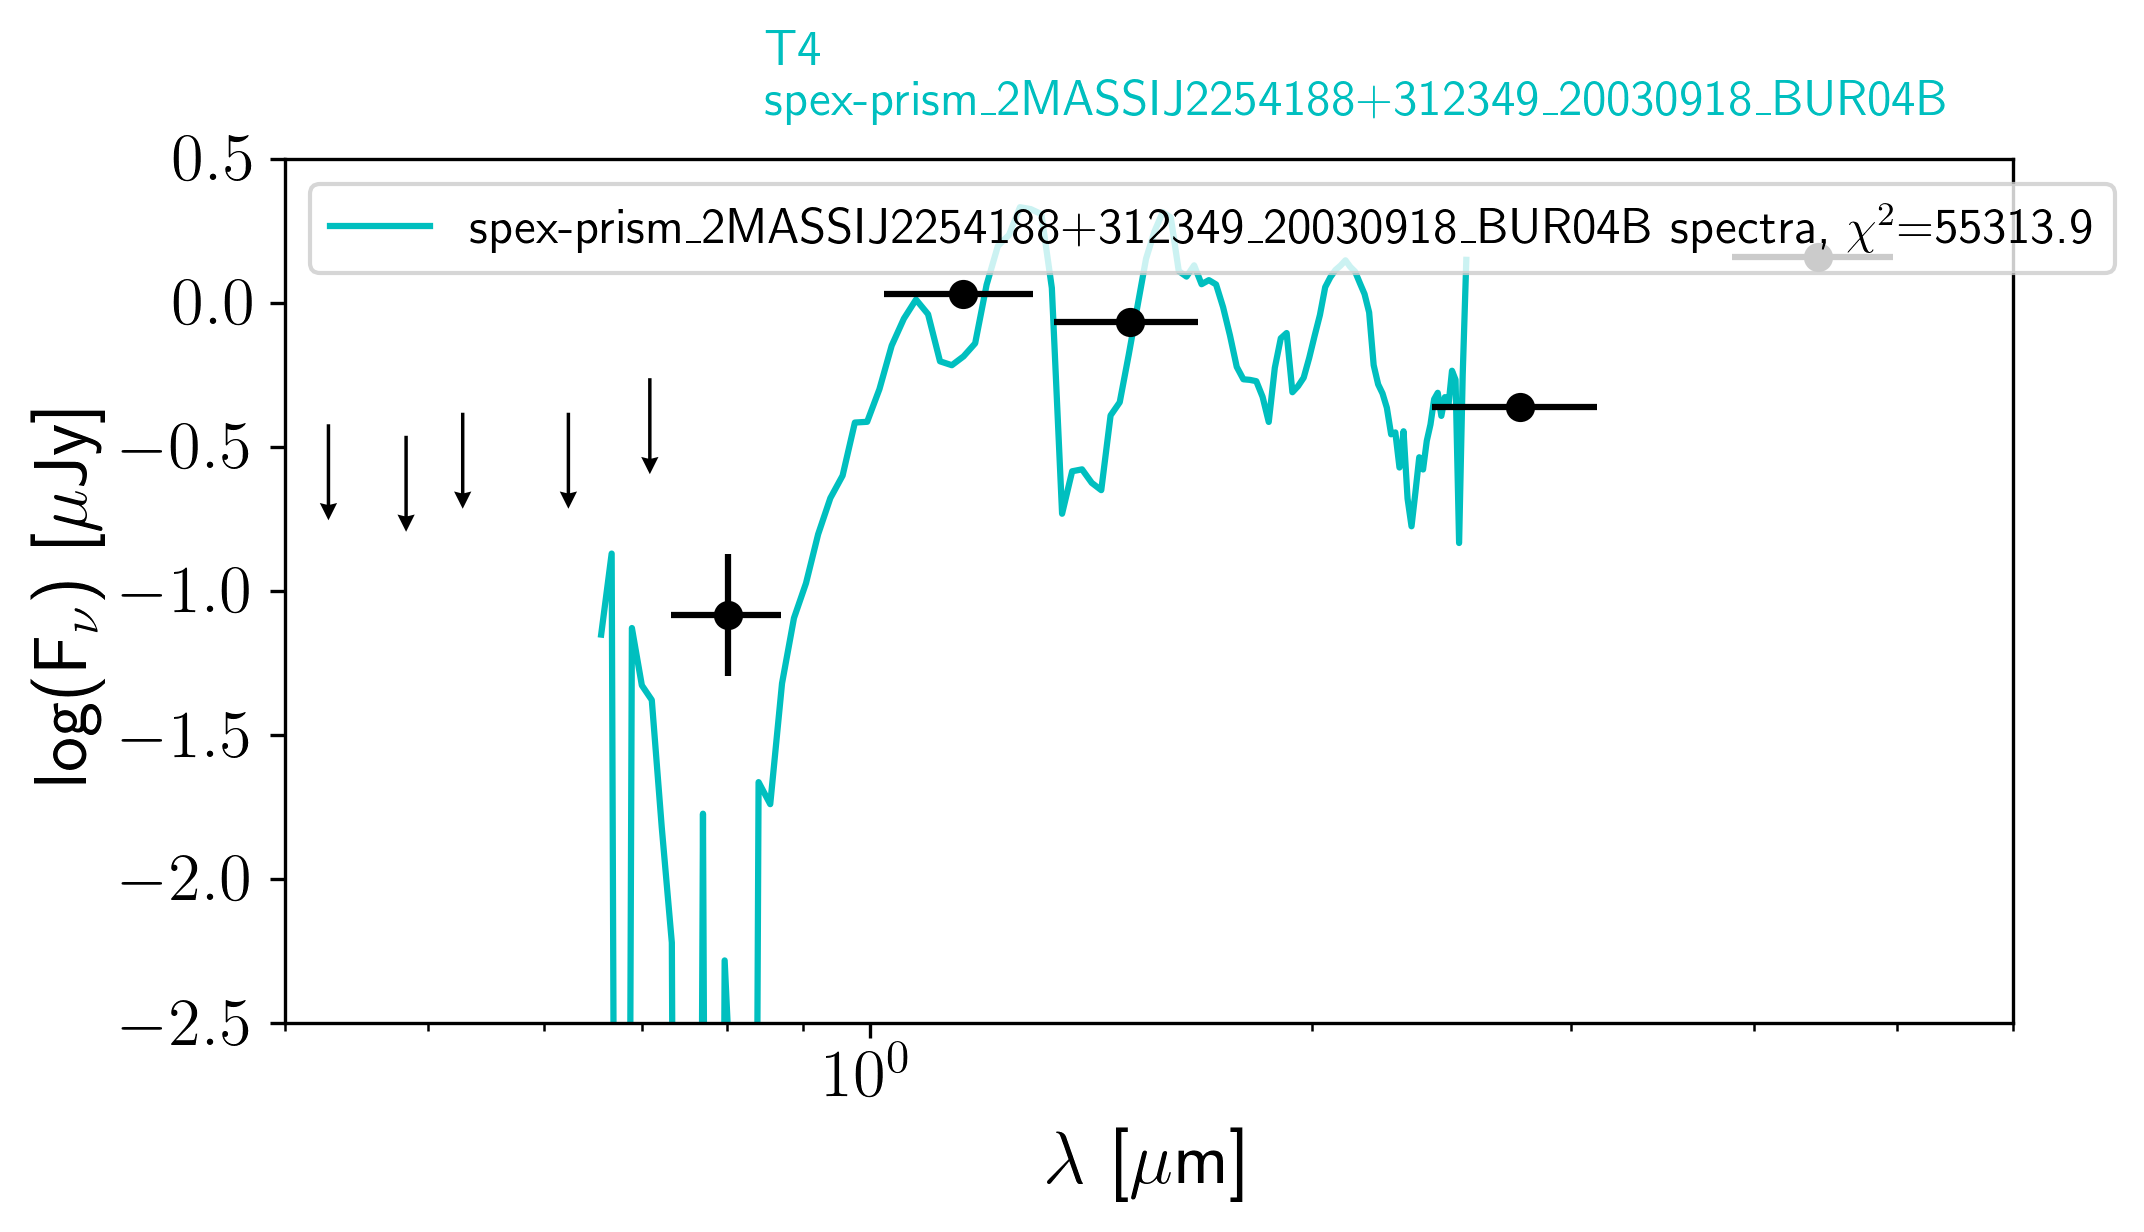 T4
spex-prism_2MASSIJ2254188+312349_20030918_BUR04B
spex-prism_2MASSIJ2254188+312349_20030918_BUR04B spectra, χ²=55313.9
0.5
0.0
−0.5
−1.0
−1.5
−2.0
−2.5
log(Fν) [μJy]
10⁰
λ [μm]